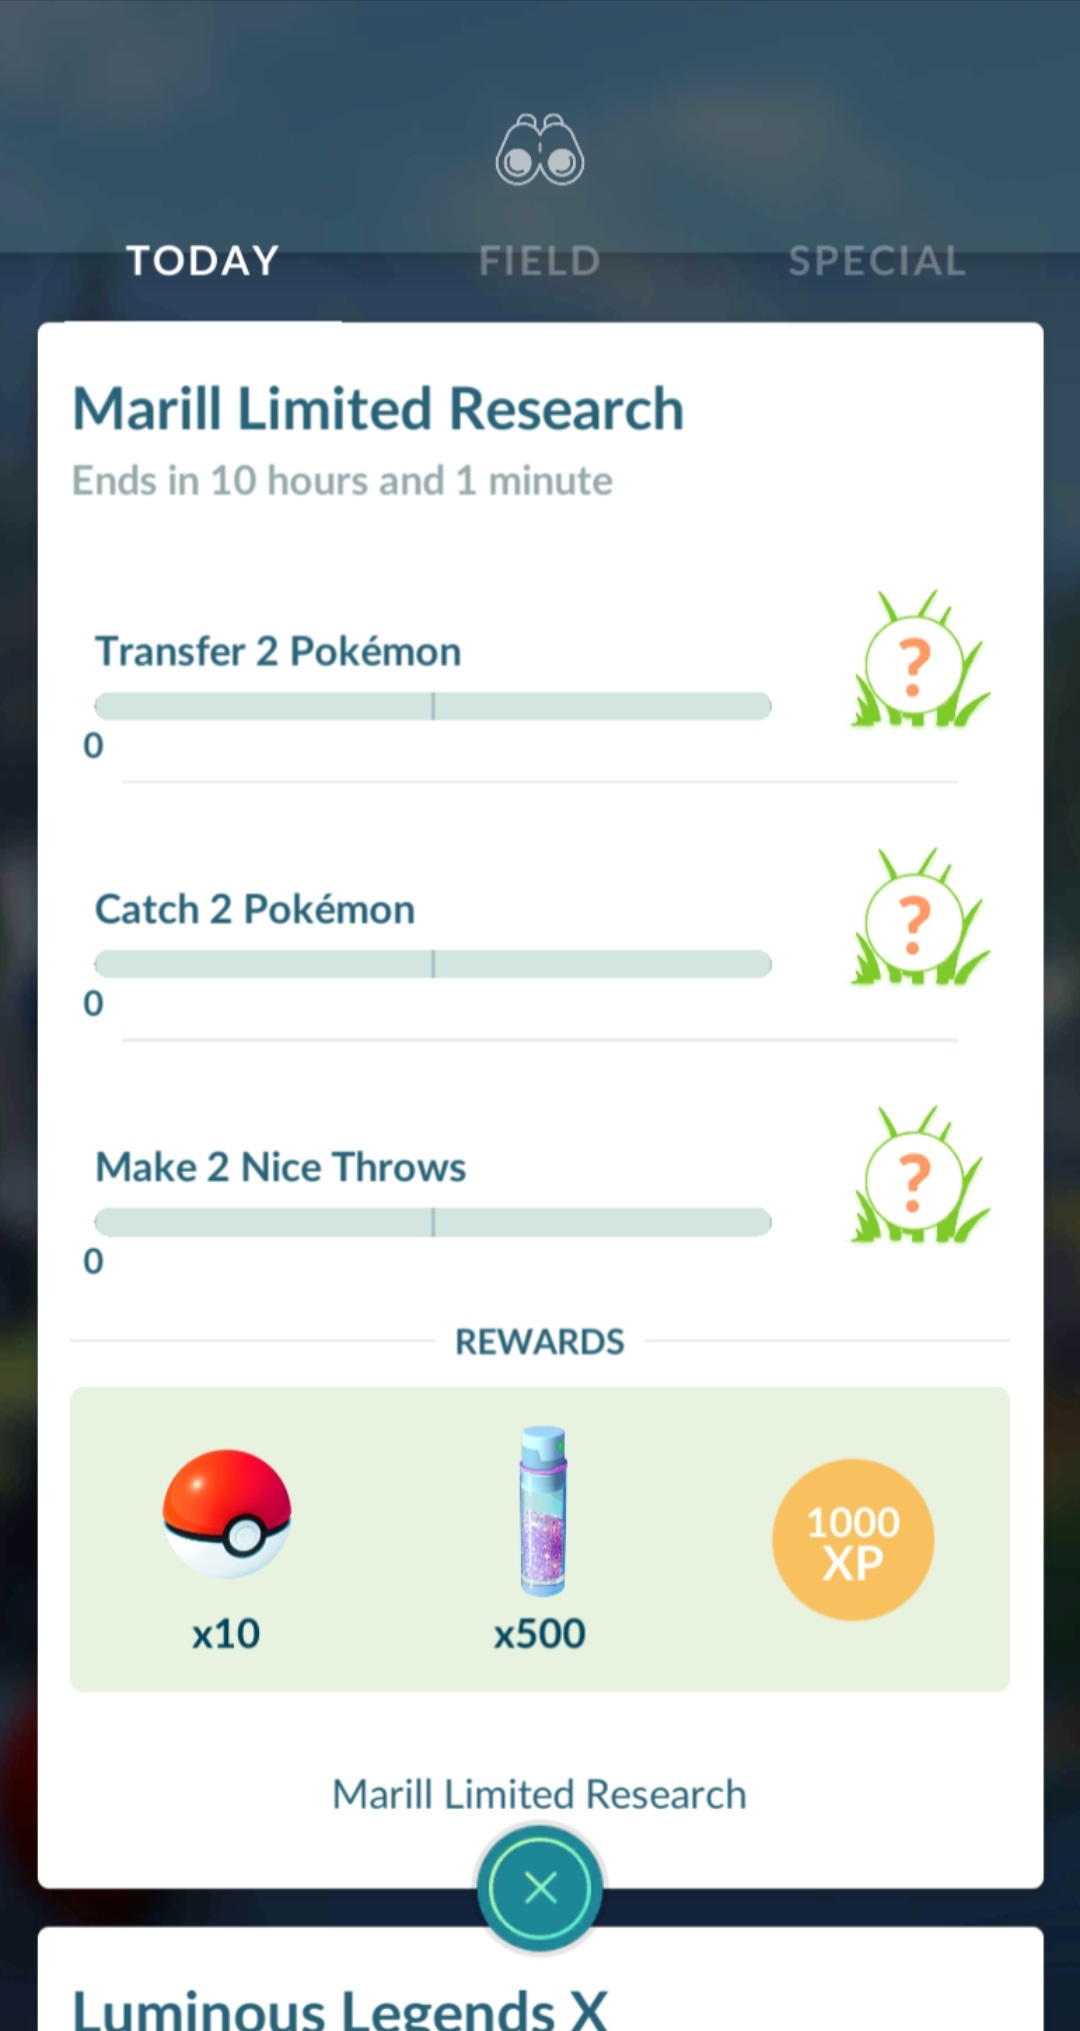 TODAY
FIELD
SPECIAL
Marill Limited Research
Ends in 10 hours and 1 minute
Transfer 2 Pokémon
?
0
Catch 2 Pokémon
?
0
Make 2 Nice Throws
?
0
REWARDS
1000
XP
x10
x500
Marill Limited Research
Luminous Legends X